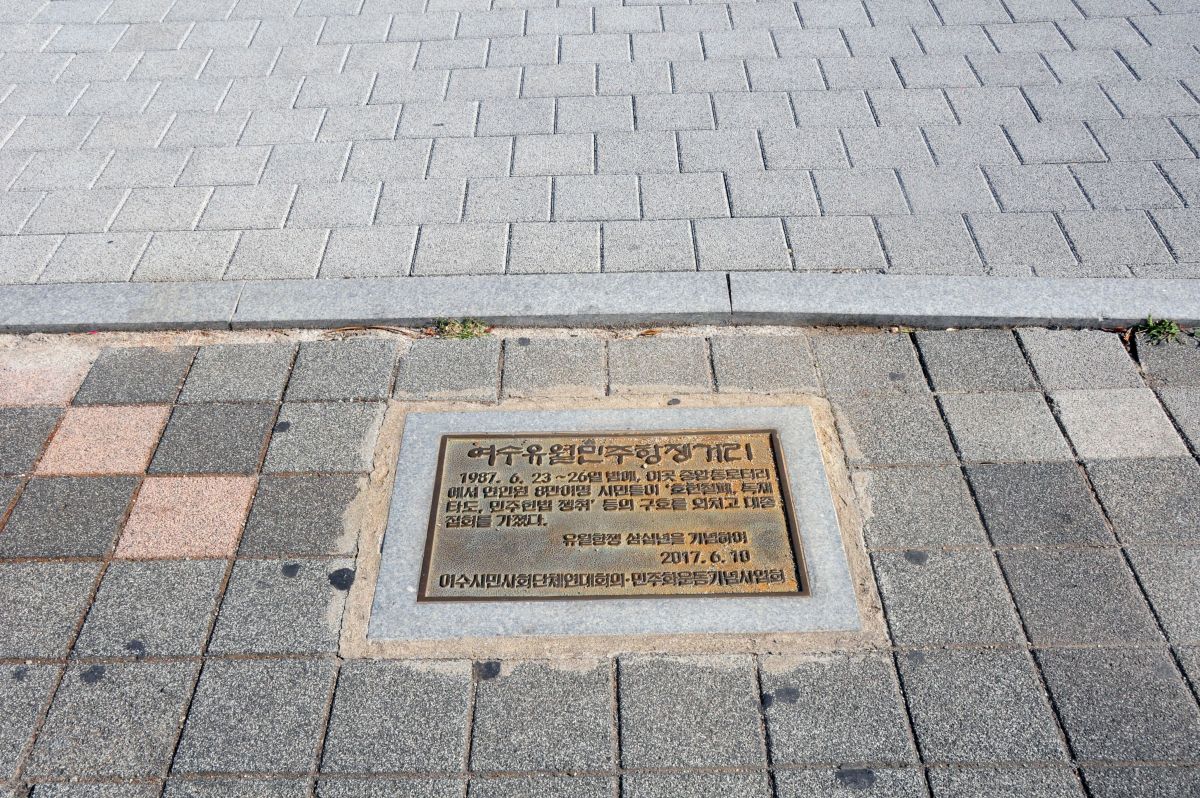 여수유월민주항쟁거리
1987. 6. 23~26일 밤에, 이곳 중앙동로터리
에서 연인원 8만여명 시민들이 '호헌철폐, 독재
타도, 민주헌법 쟁취' 등의 구호를 외치고 대중
집회를 가졌다.
유월항쟁 삼십년을 기념하여
2017. 6. 10
여수시민사회단체연대회의·민주화운동기념사업회